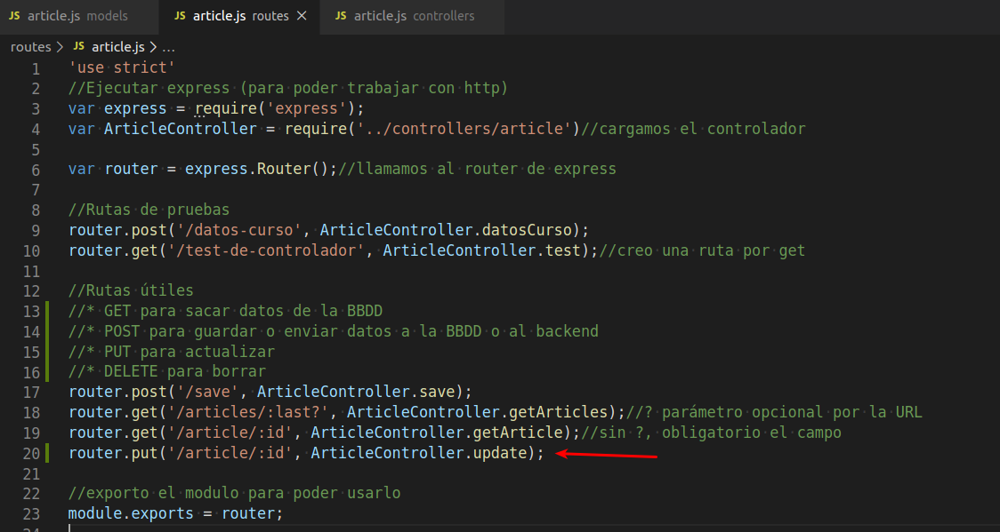 JS article.js models JS article.js routes × JS article.js controllers
routes > JS article.js > ...
1 'use strict'
2 //Ejecutar express (para poder trabajar con http)
3 var express = require('express');
4 var ArticleController = require('../controllers/article')//cargamos el controlador
5
6 var router = express.Router();//llamamos al router de express
7
8 //Rutas de pruebas
9 router.post('/datos-curso', ArticleController.datosCurso);
10 router.get('/test-de-controlador', ArticleController.test);//creo una ruta por get
11
12 //Rutas útiles
13 //* GET para sacar datos de la BBDD
14 //* POST para guardar o enviar datos a la BBDD o al backend
15 //* PUT para actualizar
16 //* DELETE para borrar
17 router.post('/save', ArticleController.save);
18 router.get('/articles/:last?', ArticleController.getArticles);//? parámetro opcional por la URL
19 router.get('/article/:id', ArticleController.getArticle);//sin ?, obligatorio el campo
20 router.put('/article/:id', ArticleController.update);
21
22 //exporto el modulo para poder usarlo
23 module.exports = router;
24